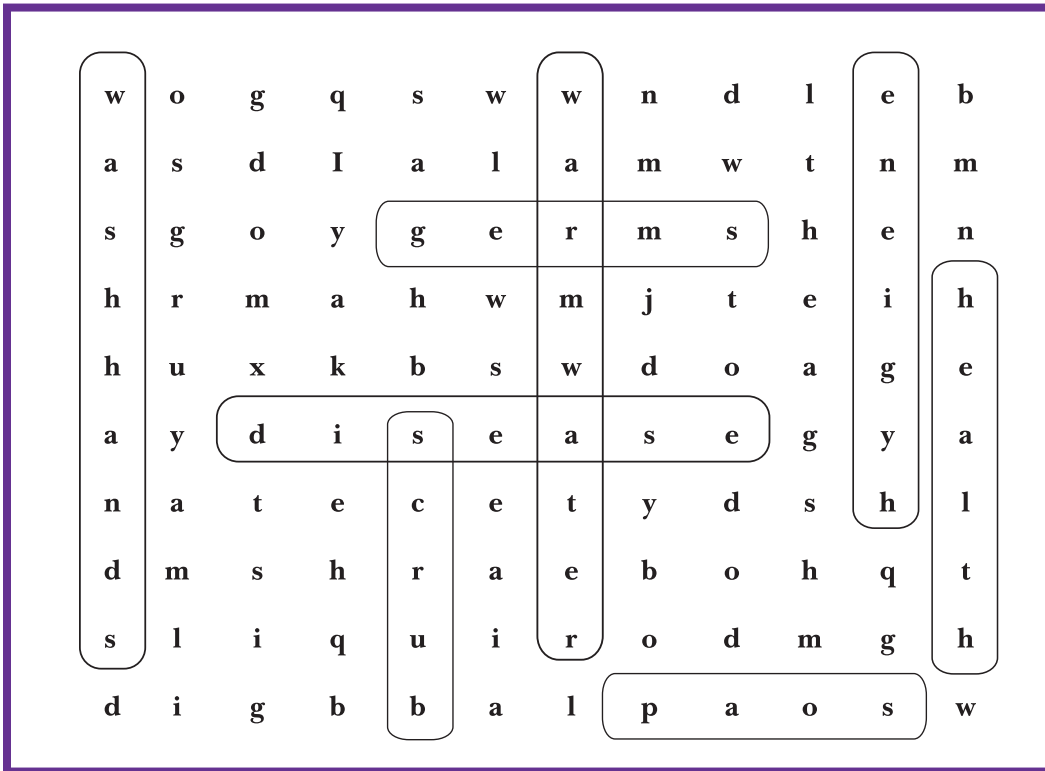 w o g q s w w n d l e b
a s d I a l a m w t n m
s g o y g e r m s h e n
h r m a h w m j t e i h
h u x k b s w d o a g e
a y d i s e a s e g y a
n a t e c e t y d s h l
d m s h r a e b o h q t
s l i q u i r o d m g h
d i g b b a l p a o s w